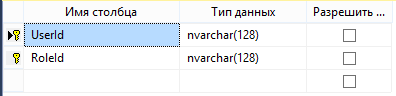 Имя столбца Тип данных Разрешить ...
UserId nvarchar(128)
RoleId nvarchar(128)